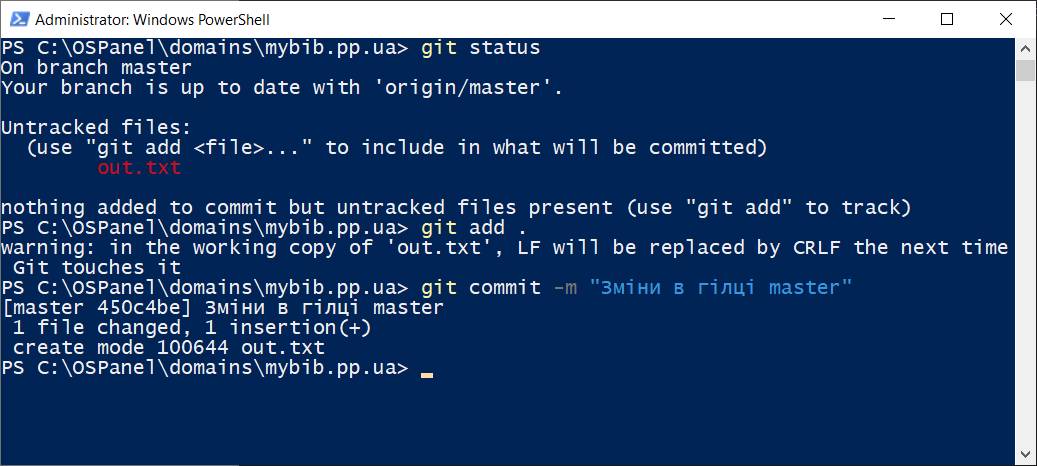 Administrator: Windows PowerShell
PS C:\OSPanel\domains\mybib.pp.ua> git status
On branch master
Your branch is up to date with 'origin/master'.
Untracked files:
  (use "git add <file>..." to include in what will be committed)
        out.txt
nothing added to commit but untracked files present (use "git add" to track)
PS C:\OSPanel\domains\mybib.pp.ua> git add .
warning: in the working copy of 'out.txt', LF will be replaced by CRLF the next time
 Git touches it
PS C:\OSPanel\domains\mybib.pp.ua> git commit -m "Зміни в гілці master"
[master 450c4be] Зміни в гілці master
 1 file changed, 1 insertion(+)
 create mode 100644 out.txt
PS C:\OSPanel\domains\mybib.pp.ua>